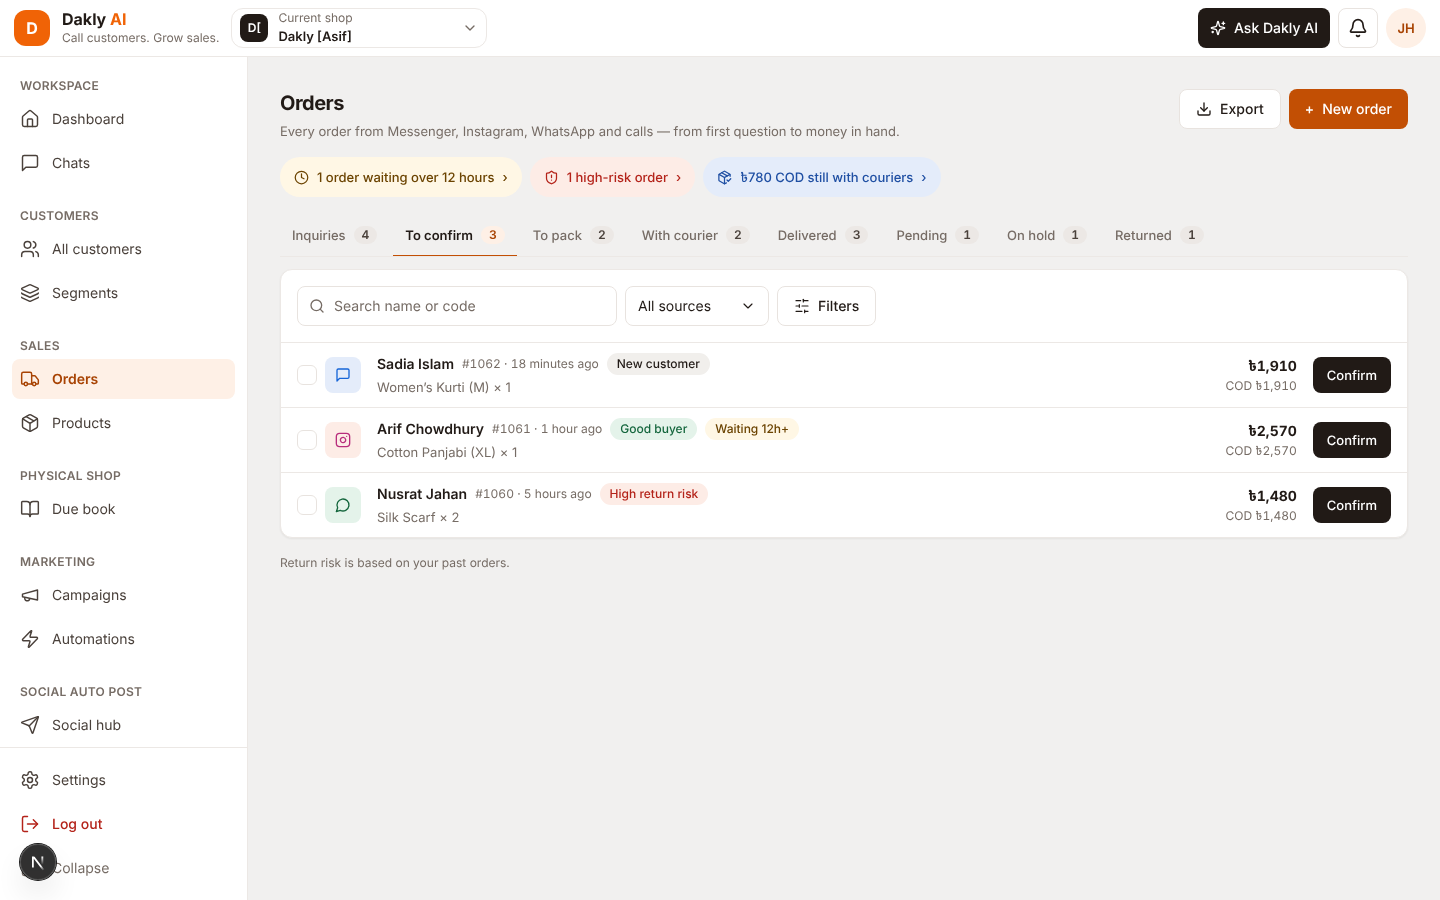 D
Dakly AI
Call customers. Grow sales.
D[
Current shop
Dakly [Asif]
Ask Dakly AI
JH
WORKSPACE
Dashboard
Chats
CUSTOMERS
All customers
Segments
SALES
Orders
Products
PHYSICAL SHOP
Due book
MARKETING
Campaigns
Automations
SOCIAL AUTO POST
Social hub
Settings
Log out
N
Collapse
Orders
Every order from Messenger, Instagram, WhatsApp and calls — from first question to money in hand.
Export
+ New order
1 order waiting over 12 hours ›
1 high-risk order ›
৳780 COD still with couriers ›
Inquiries 4 To confirm 3 To pack 2 With courier 2 Delivered 3 Pending 1 On hold 1 Returned 1
Search name or code
All sources
Filters
Sadia Islam #1062 · 18 minutes ago New customer
Women’s Kurti (M) × 1
৳1,910
COD ৳1,910
Confirm
Arif Chowdhury #1061 · 1 hour ago Good buyer Waiting 12h+
Cotton Panjabi (XL) × 1
৳2,570
COD ৳2,570
Confirm
Nusrat Jahan #1060 · 5 hours ago High return risk
Silk Scarf × 2
৳1,480
COD ৳1,480
Confirm
Return risk is based on your past orders.